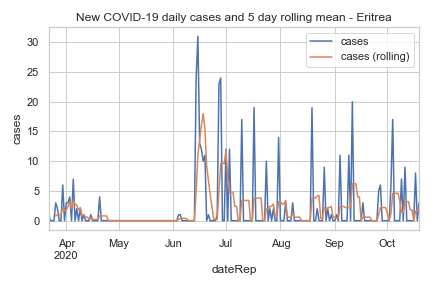 New COVID-19 daily cases and 5 day rolling mean - Eritrea
cases
cases (rolling)
30
25
20
15
10
5
0
cases
Apr May Jun Jul Aug Sep Oct
2020
dateRep